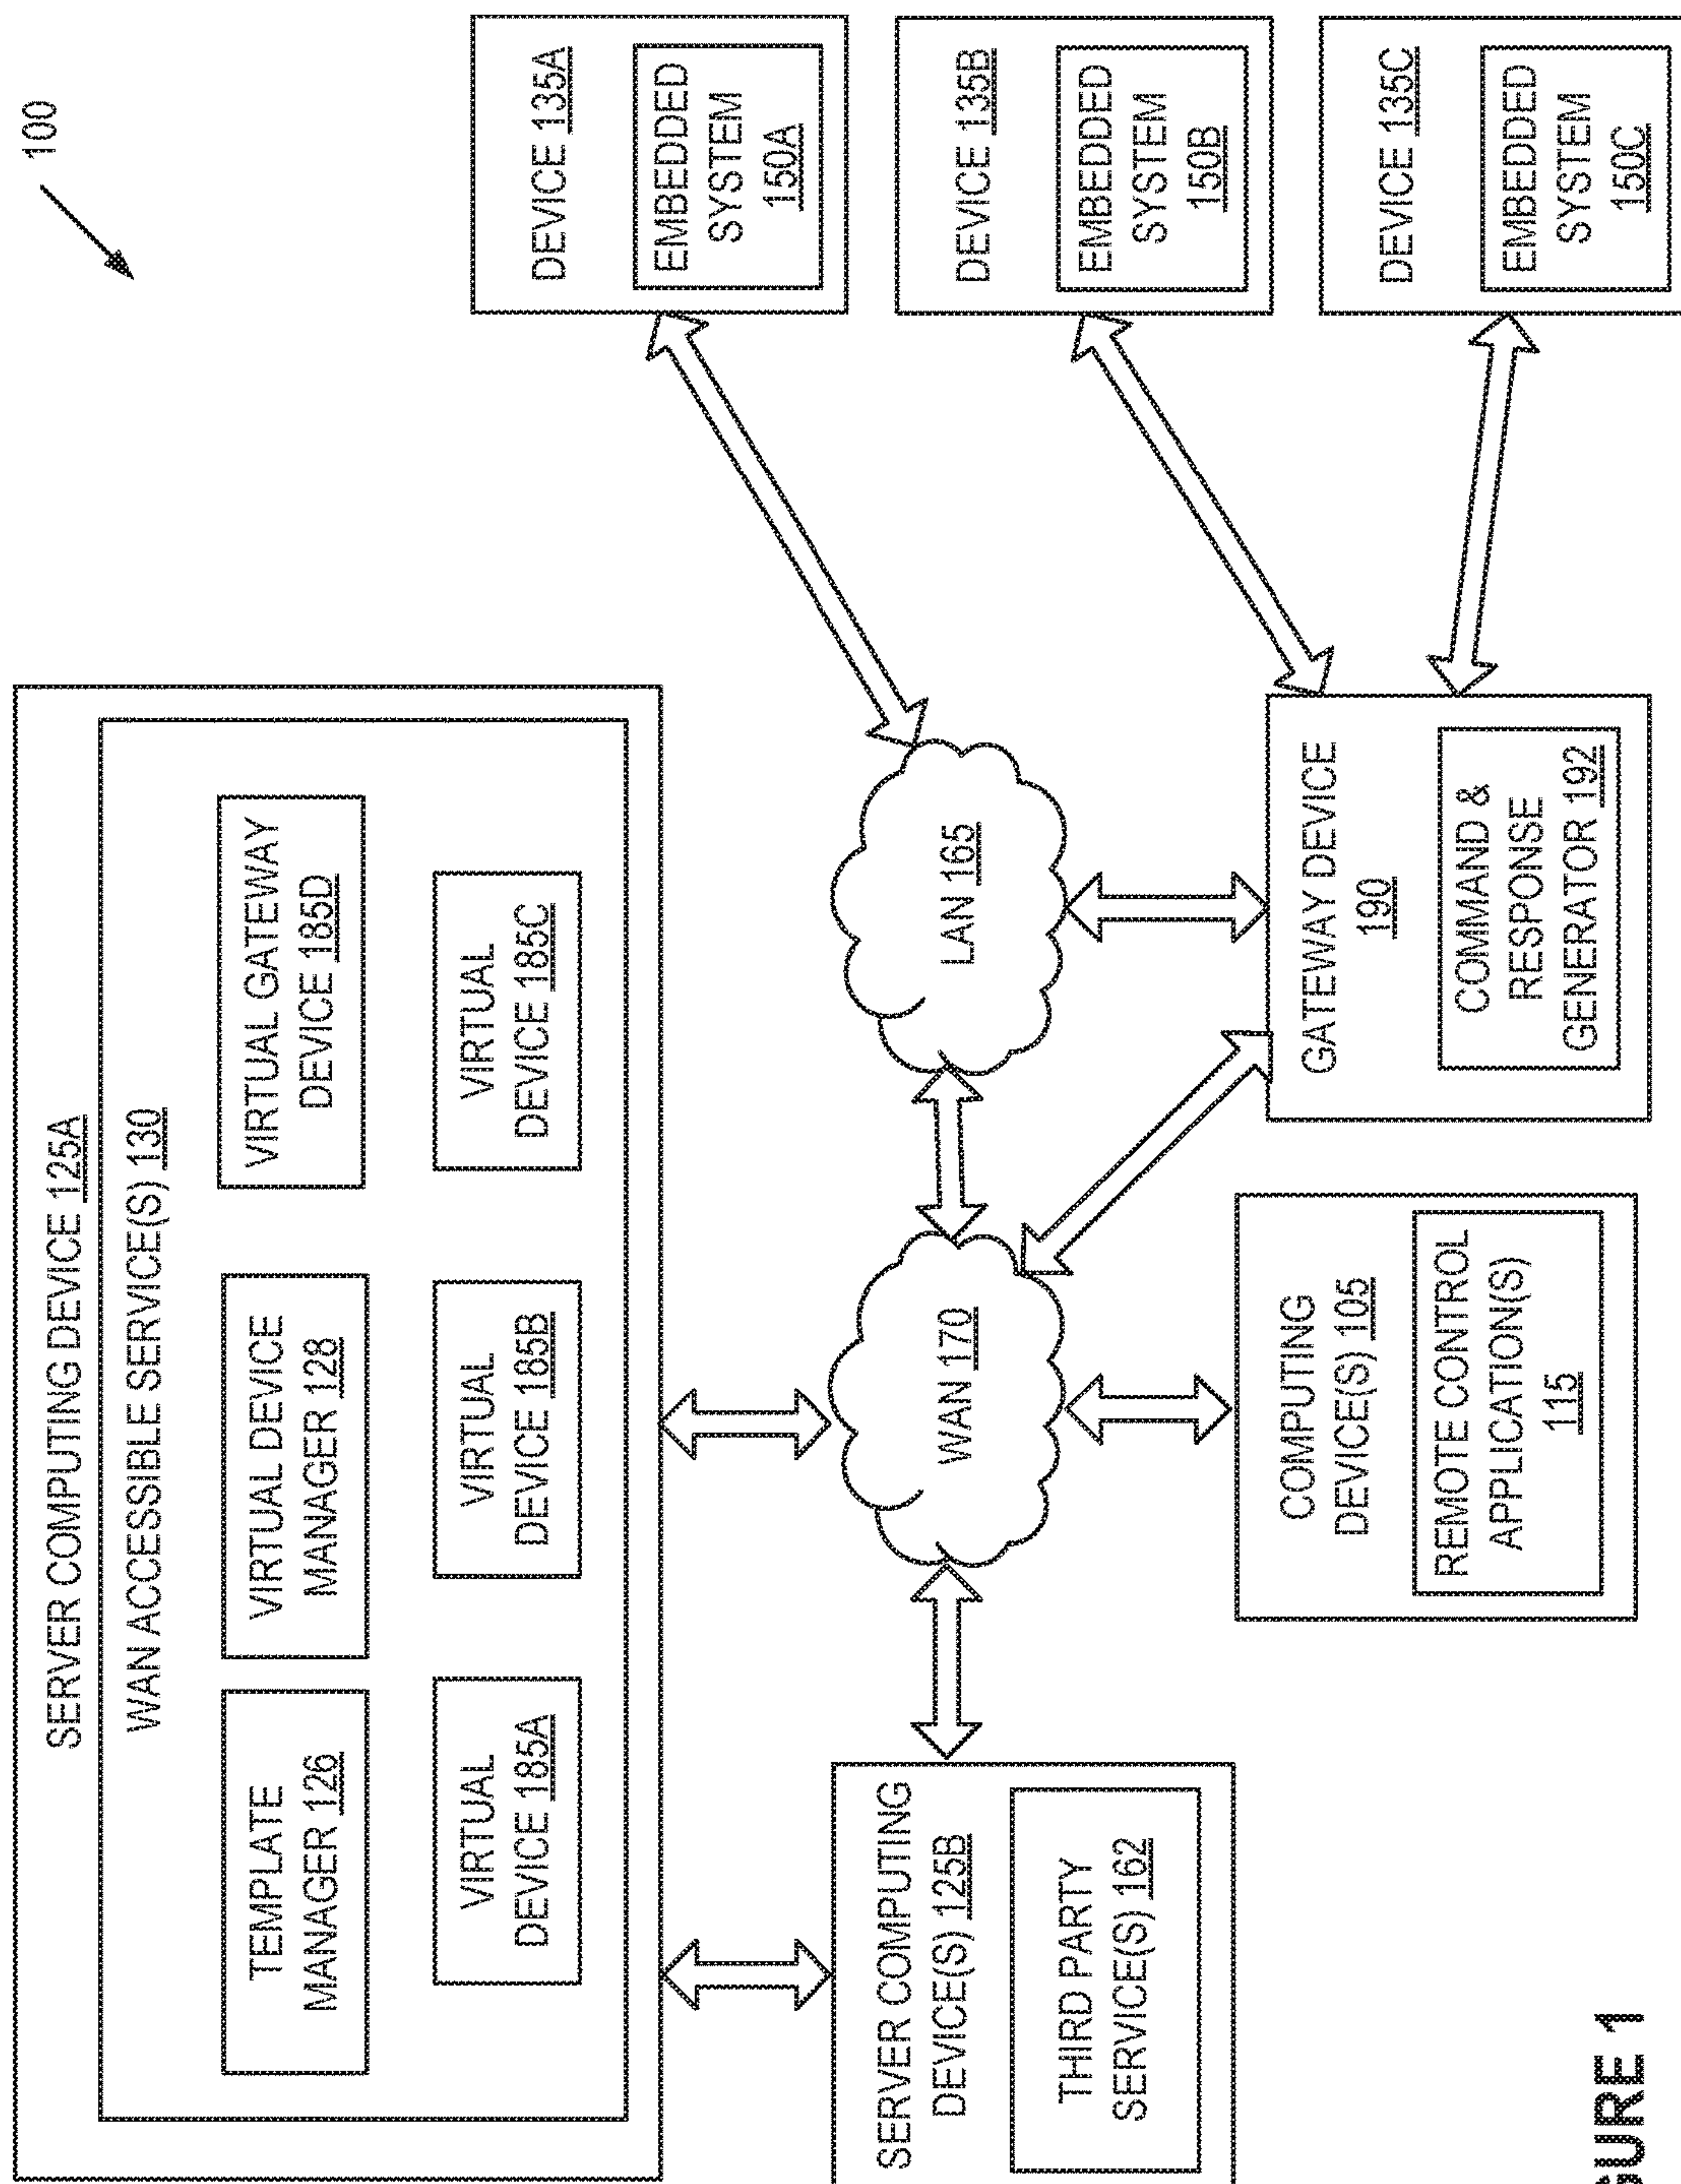 100
SERVER COMPUTING DEVICE 125A
WAN ACCESSIBLE SERVICE(S) 130
TEMPLATE
MANAGER 126
VIRTUAL DEVICE
MANAGER 128
VIRTUAL GATEWAY
DEVICE 185D
VIRTUAL
DEVICE 185A
VIRTUAL
DEVICE 185B
VIRTUAL
DEVICE 185C
SERVER COMPUTING
DEVICE(S) 125B
THIRD PARTY
SERVICE(S) 162
WAN 170
LAN 165
COMPUTING
DEVICE(S) 105
REMOTE CONTROL
APPLICATION(S)
115
GATEWAY DEVICE
190
COMMAND &
RESPONSE
GENERATOR 192
DEVICE 135A
EMBEDDED
SYSTEM
150A
DEVICE 135B
EMBEDDED
SYSTEM
150B
DEVICE 135C
EMBEDDED
SYSTEM
150C
GURE 1